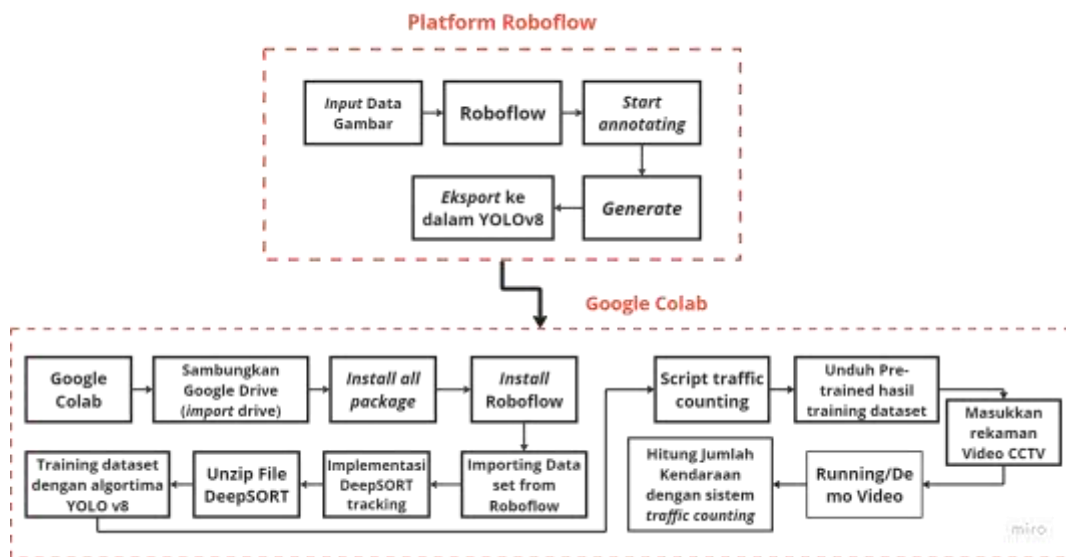 Platform Roboflow
Input Data
Gambar
Roboflow
Start
annotating
Generate
Eksport ke
dalam YOLOv8
Google Colab
Google
Colab
Sambungkan
Google Drive
(import drive)
Install all
package
Install
Roboflow
Importing Data
set from
Roboflow
Implementasi
DeepSORT
tracking
Unzip File
DeepSORT
Training dataset
dengan algortima
YOLO v8
Script traffic
counting
Unduh Pre-
trained hasil
training dataset
Masukkan
rekaman
Video CCTV
Running/De
mo Video
Hitung Jumlah
Kendaraan
dengan sistem
traffic counting
miro